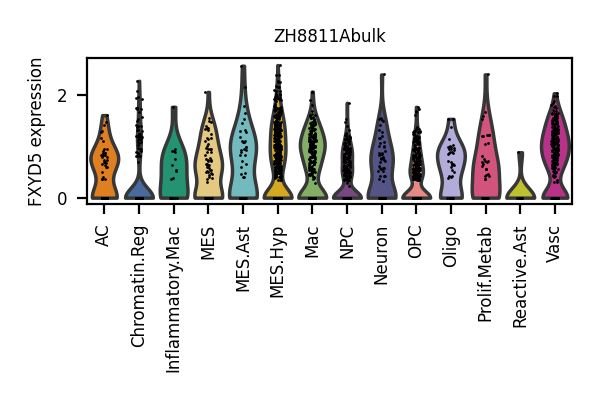 ZH8811Abulk
FXYD5 expression
2
0
AC
Chromatin.Reg
Inflammatory.Mac
MES
MES.Ast
MES.Hyp
Mac
NPC
Neuron
OPC
Oligo
Prolif.Metab
Reactive.Ast
Vasc